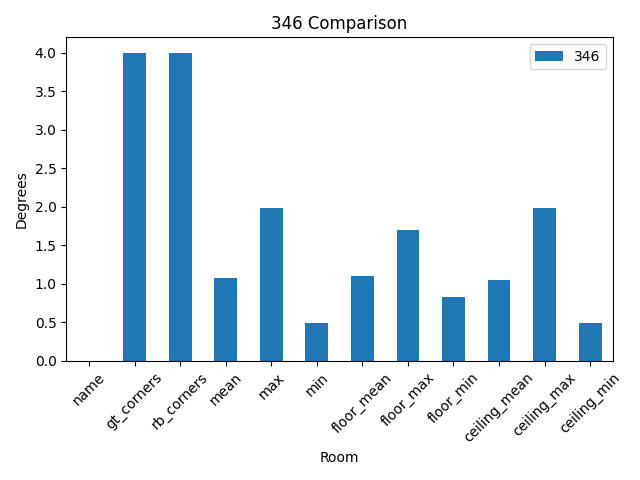 346 Comparison
346
Degrees
4.0
3.5
3.0
2.5
2.0
1.5
1.0
0.5
0.0
name
gt_corners
rb_corners
mean
max
min
floor_mean
floor_max
floor_min
ceiling_mean
ceiling_max
ceiling_min
Room